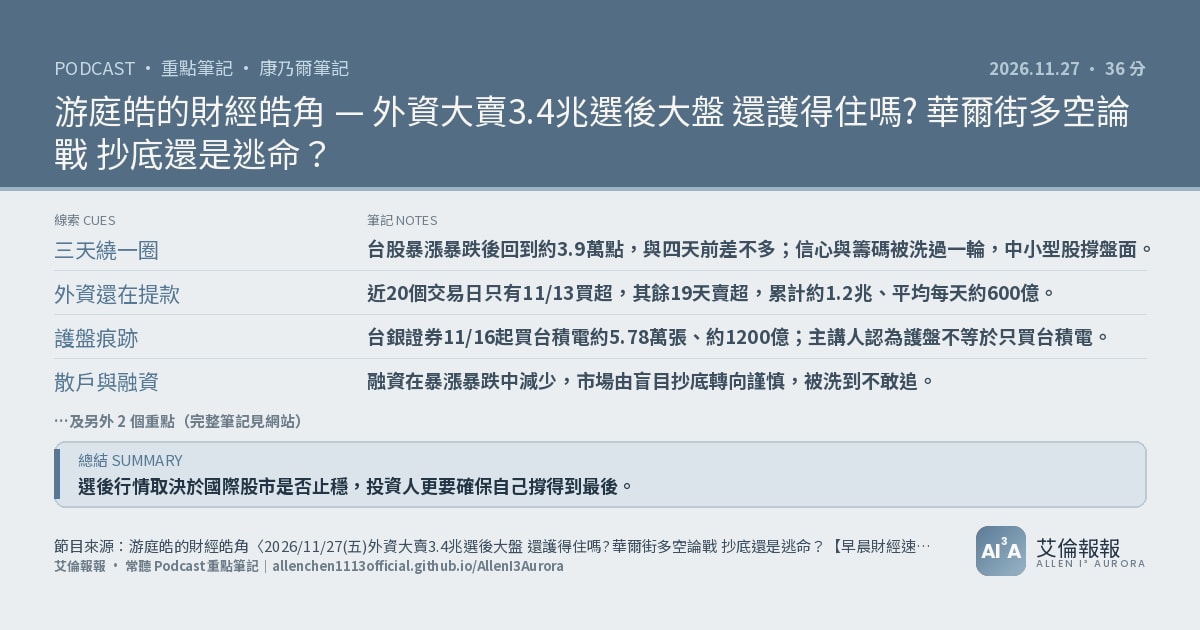 PODCAST · 重點筆記 · 康乃爾筆記
2026.11.27 · 36 分
游庭皓的財經皓角 — 外資大賣3.4兆選後大盤 還護得住嗎? 華爾街多空論
戰 抄底還是逃命？
線索 CUES
筆記 NOTES
三天繞一圈
台股暴漲暴跌後回到約3.9萬點，與四天前差不多；信心與籌碼被洗過一輪，中小型股撐盤面。
外資還在提款
近20個交易日只有11/13買超，其餘19天賣超，累計約1.2兆、平均每天約600億。
護盤痕跡
台銀證券11/16起買台積電約5.78萬張、約1200億；主講人認為護盤不等於只買台積電。
散戶與融資
融資在暴漲暴跌中減少，市場由盲目抄底轉向謹慎，被洗到不敢追。
…及另外 2 個重點（完整筆記見網站）
總結 SUMMARY
選後行情取決於國際股市是否止穩，投資人更要確保自己撐得到最後。
節目來源：游庭皓的財經皓角〈2026/11/27(五)外資大賣3.4兆選後大盤 還護得住嗎? 華爾街多空論戰 抄底還是逃命？【早晨財經速…
艾倫報報 · 常聽 Podcast 重點筆記｜allenchen1113official.github.io/AllenI3Aurora
AI³A
艾倫報報
ALLEN I³ AURORA